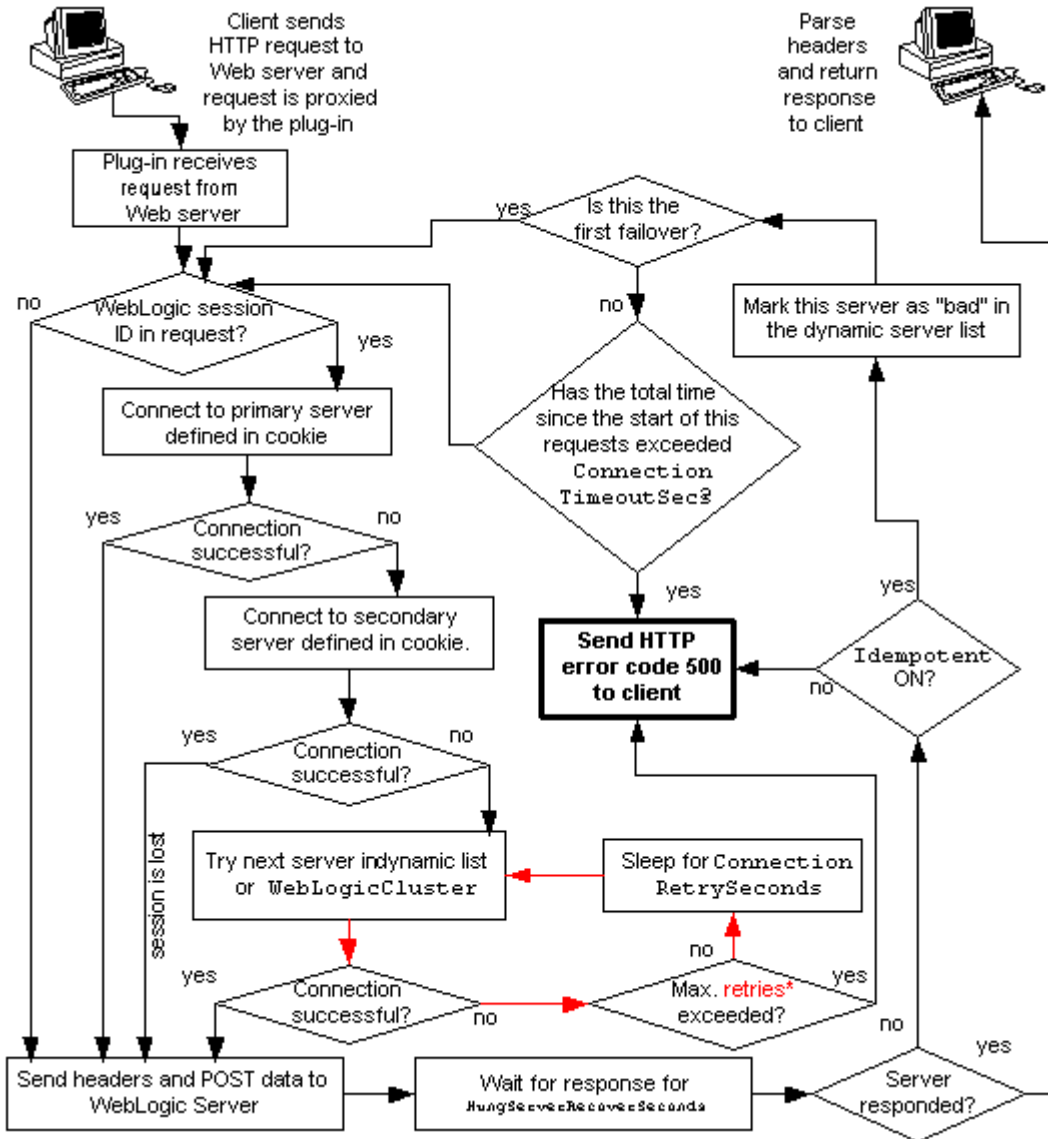 Client sends
HTTP request to
Web server and
request is proxied
by the plug-in
Parse
headers
and return
response
to client
Plug-in receives
request from
Web server
yes
Is this the
first failover?
no
WebLogic session
ID in request?
yes
no
Mark this server as "bad" in
the dynamic server list
Connect to primary server
defined in cookie
Has the total time
since the start of this
requests exceeded
Connection
TimeoutSec?
yes
Connection
successful?
no
yes
yes
Connect to secondary
server defined in cookie.
Send HTTP
error code 500
to client
Idempotent
ON?
no
yes
Connection
successful?
no
session is lost
Try next server indynamic list
or WebLogicCluster
Sleep for Connection
RetrySeconds
no
yes
yes
Connection
successful?
no
Max. retries*
exceeded?
no
yes
Send headers and POST data to
WebLogic Server
Wait for response for
HungServerRecoverSeconds
Server
responded?